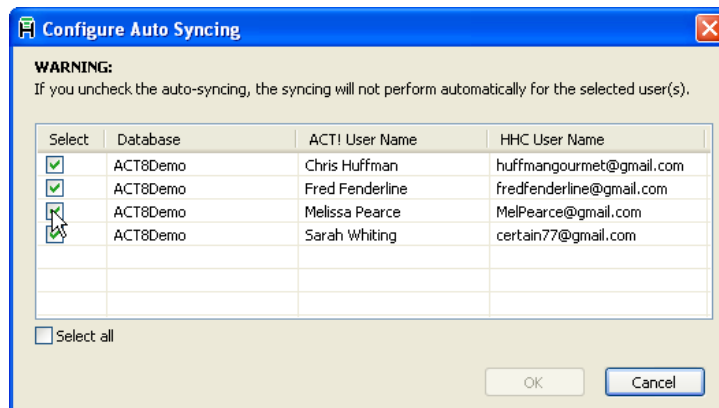 Configure Auto Syncing
WARNING:
If you uncheck the auto-syncing, the syncing will not perform automatically for the selected user(s).
Select Database ACT! User Name HHC User Name
ACT8Demo Chris Huffman huffmangourmet@gmail.com
ACT8Demo Fred Fenderline fredfenderline@gmail.com
ACT8Demo Melissa Pearce MelPearce@gmail.com
ACT8Demo Sarah Whiting certain77@gmail.com
Select all
OK Cancel